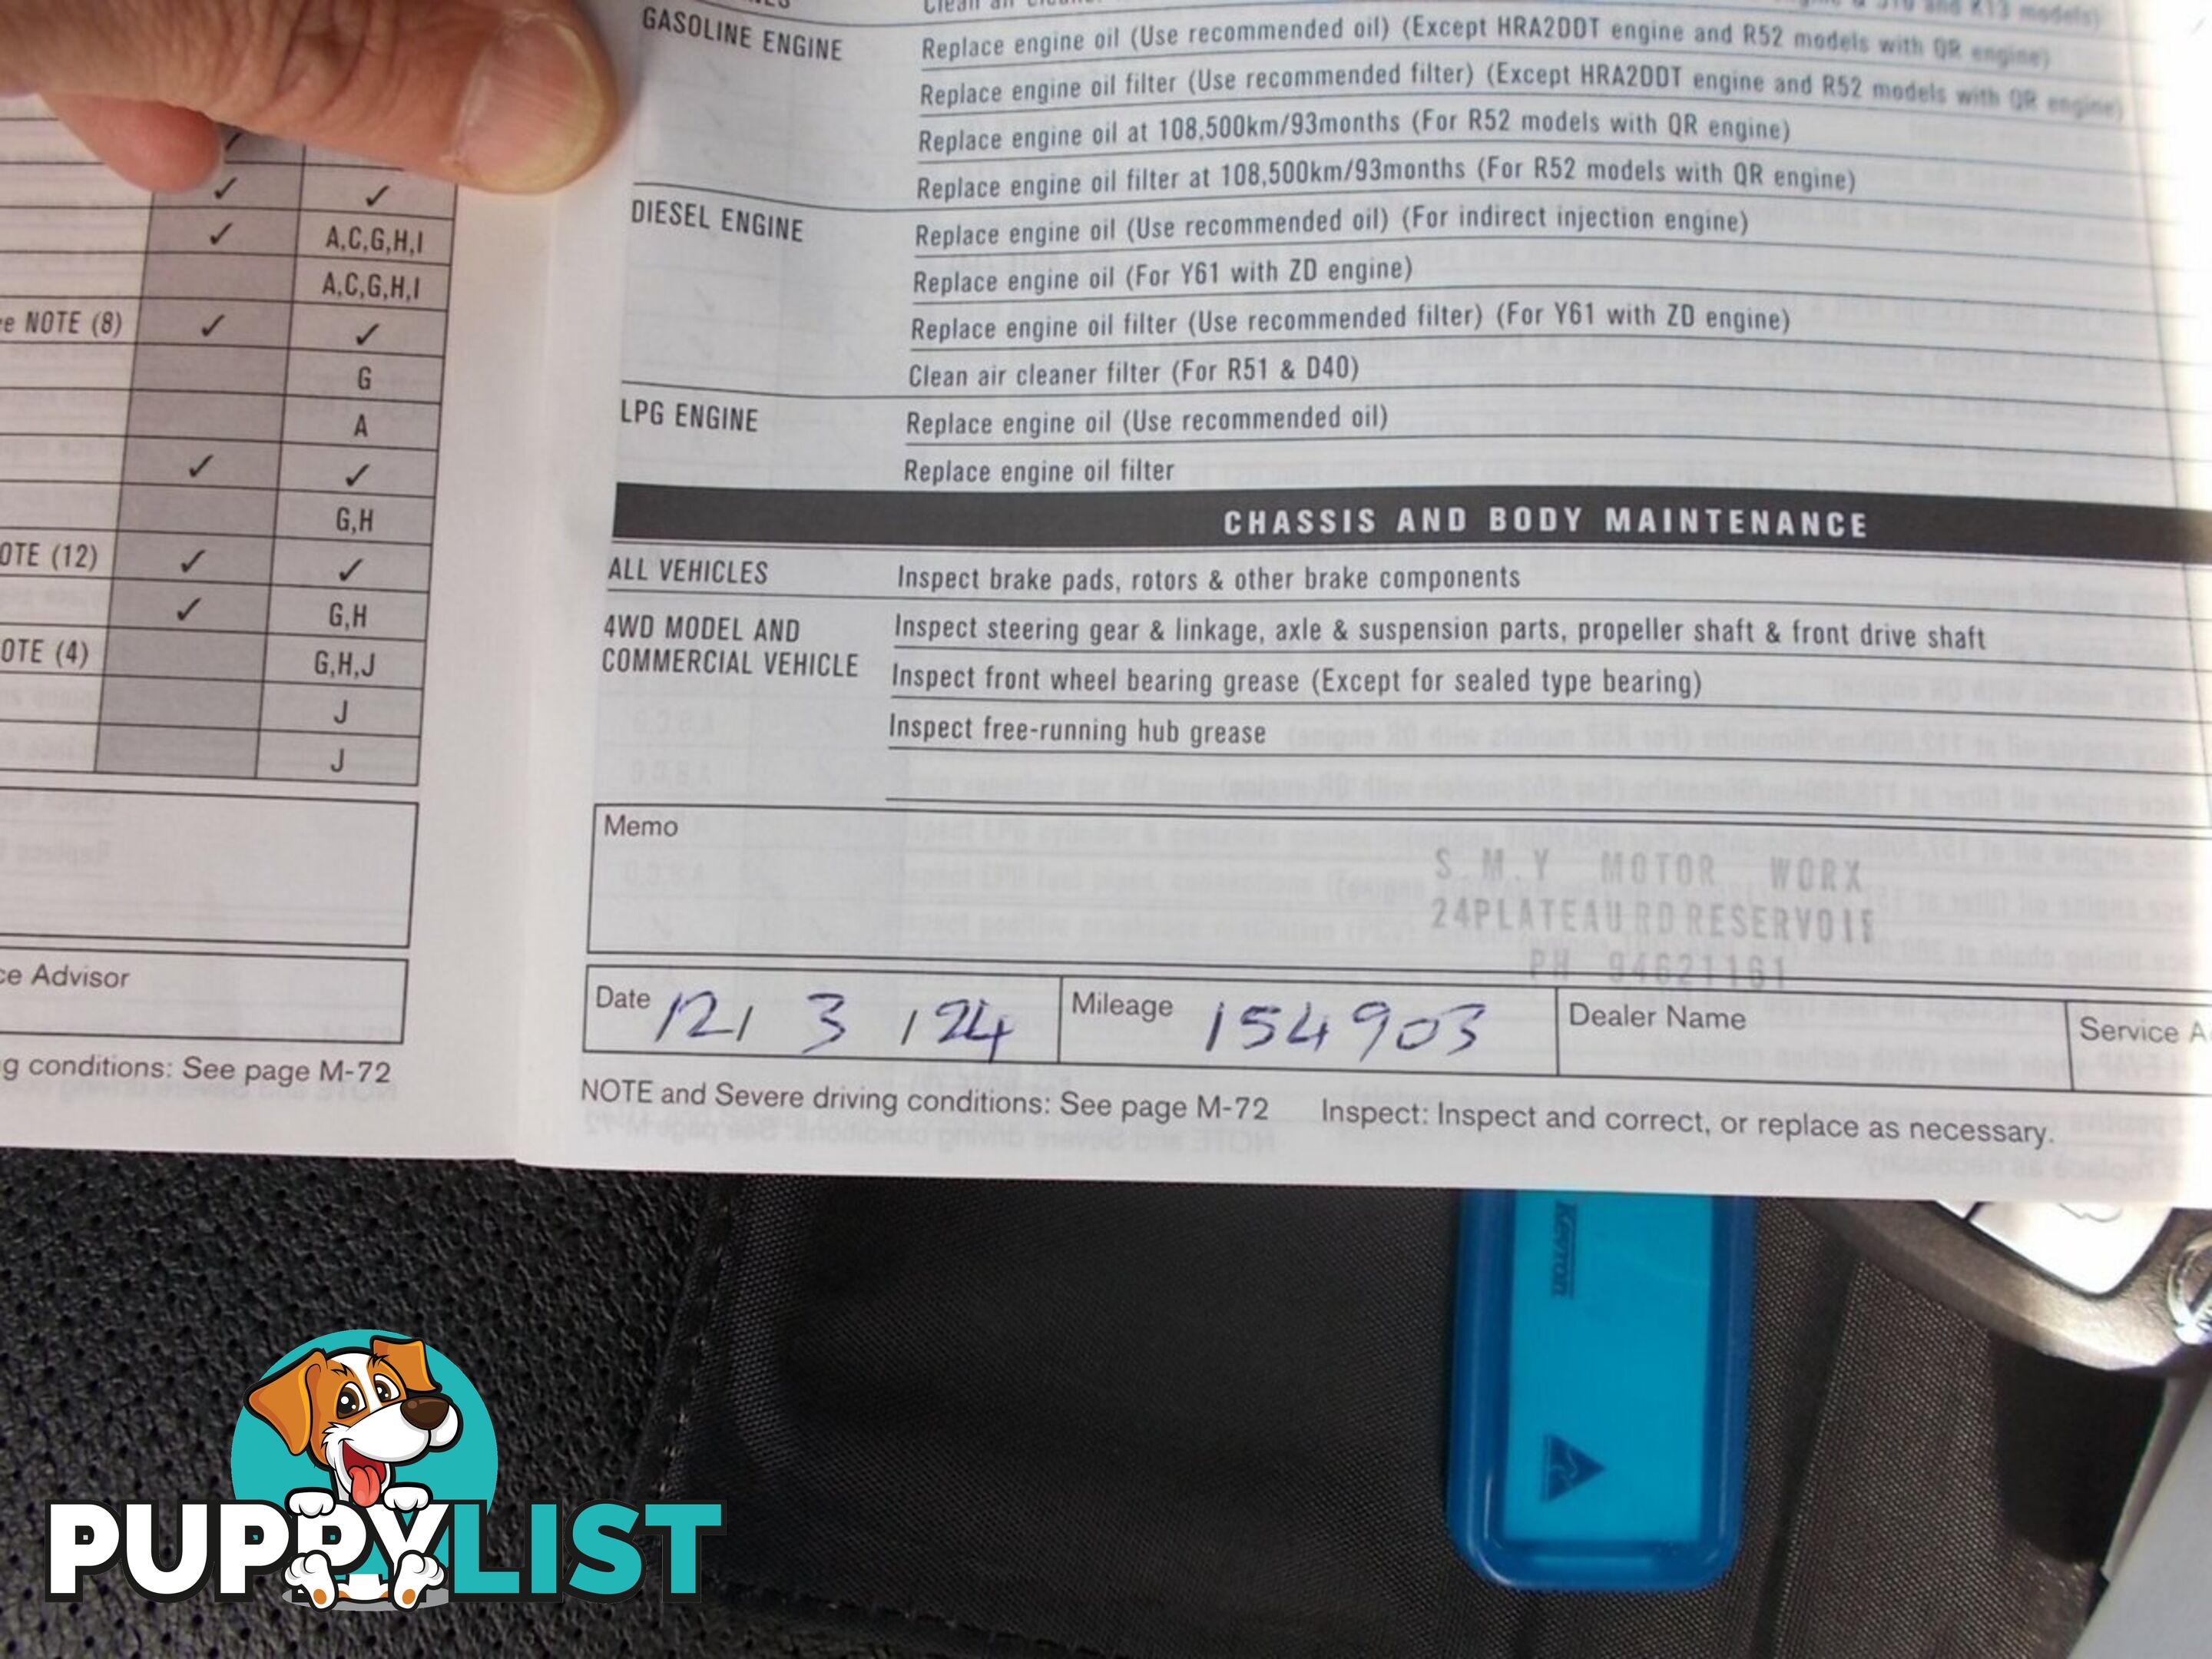 ✓
✓ ✓
✓ A,C,G,H,I
A,C,G,H,I
e NOTE (8) ✓ ✓
G
A
✓ ✓
G,H
OTE (12) ✓ ✓
✓ G,H
OTE (4) G,H,J
J
J
ce Advisor
g conditions: See page M-72
GASOLINE ENGINE Replace engine oil (Use recommended oil) (Except HRA2DDT engine and R52 models with QR engine)
Replace engine oil filter (Use recommended filter) (Except HRA2DDT engine and R52 models with QR engine)
Replace engine oil at 108,500km/93months (For R52 models with QR engine)
Replace engine oil filter at 108,500km/93months (For R52 models with QR engine)
DIESEL ENGINE Replace engine oil (Use recommended oil) (For indirect injection engine)
Replace engine oil (For Y61 with ZD engine)
Replace engine oil filter (Use recommended filter) (For Y61 with ZD engine)
Clean air cleaner filter (For R51 & D40)
LPG ENGINE Replace engine oil (Use recommended oil)
Replace engine oil filter
CHASSIS AND BODY MAINTENANCE
ALL VEHICLES Inspect brake pads, rotors & other brake components
4WD MODEL AND COMMERCIAL VEHICLE Inspect steering gear & linkage, axle & suspension parts, propeller shaft & front drive shaft
Inspect front wheel bearing grease (Except for sealed type bearing)
Inspect free-running hub grease
Memo
S.M.Y MOTOR WORX
24PLATEAU RD RESERVOIR
PH 94621161
Date 12/ 3 /24 Mileage 154903 Dealer Name Service A
NOTE and Severe driving conditions: See page M-72 Inspect: Inspect and correct, or replace as necessary.
Kevron
PUPPYLIST